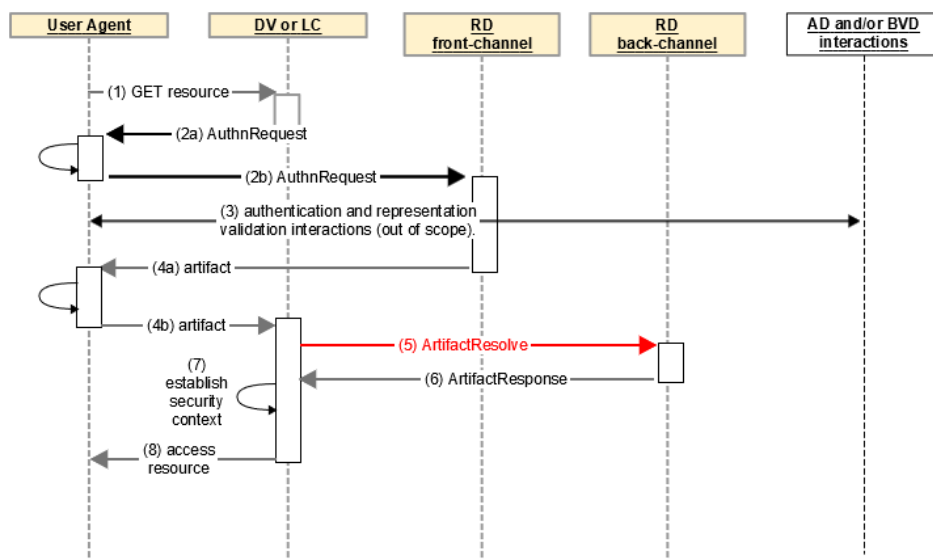 User Agent
DV or LC
RD
front-channel
RD
back-channel
AD and/or BVD
interactions
(1) GET resource
(2a) AuthnRequest
(2b) AuthnRequest
(3) authentication and representation
validation interactions (out of scope).
(4a) artifact
(4b) artifact
(5) ArtifactResolve
(6) ArtifactResponse
(7)
establish
security
context
(8) access
resource